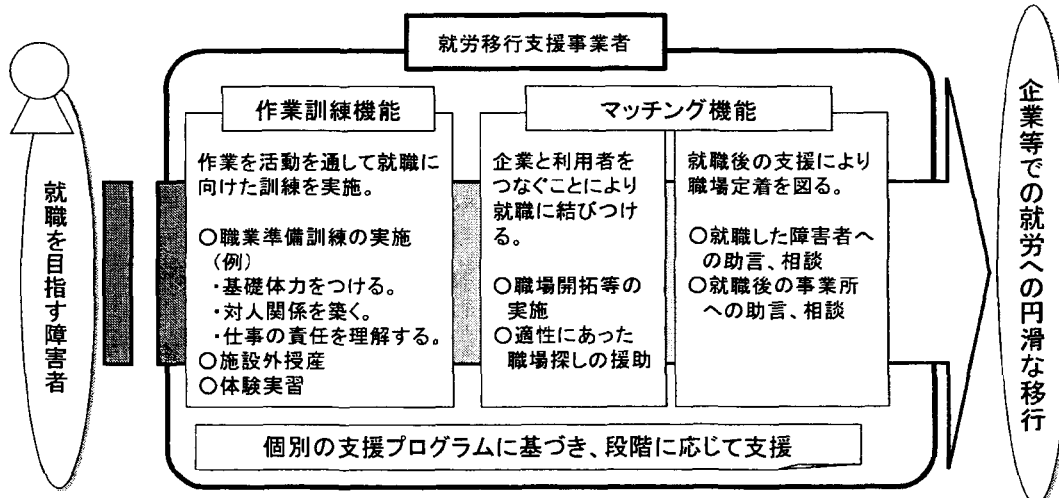 就労移行支援事業者
就職を目指す障害者
作業訓練機能
作業を活動を通して就職に
向けた訓練を実施。
○職業準備訓練の実施
(例)
・基礎体力をつける。
・対人関係を築く。
・仕事の責任を理解する。
○施設外授産
○体験実習
マッチング機能
企業と利用者を
つなぐことにより
就職に結びつけ
る。
○職場開拓等の
実施
○適性にあった
職場探しの援助
就職後の支援により
職場定着を図る。
○就職した障害者へ
の助言、相談
○就職後の事業所
への助言、相談
個別の支援プログラムに基づき、段階に応じて支援
企業等での就労への円滑な移行